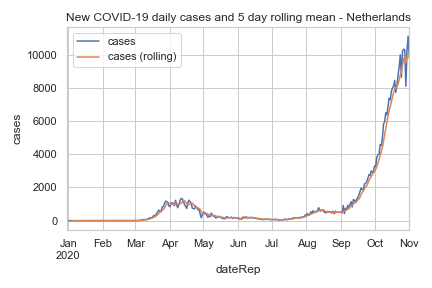 New COVID-19 daily cases and 5 day rolling mean - Netherlands
cases
cases (rolling)
10000
8000
6000
4000
2000
0
cases
Jan Feb Mar Apr May Jun Jul Aug Sep Oct Nov
2020
dateRep